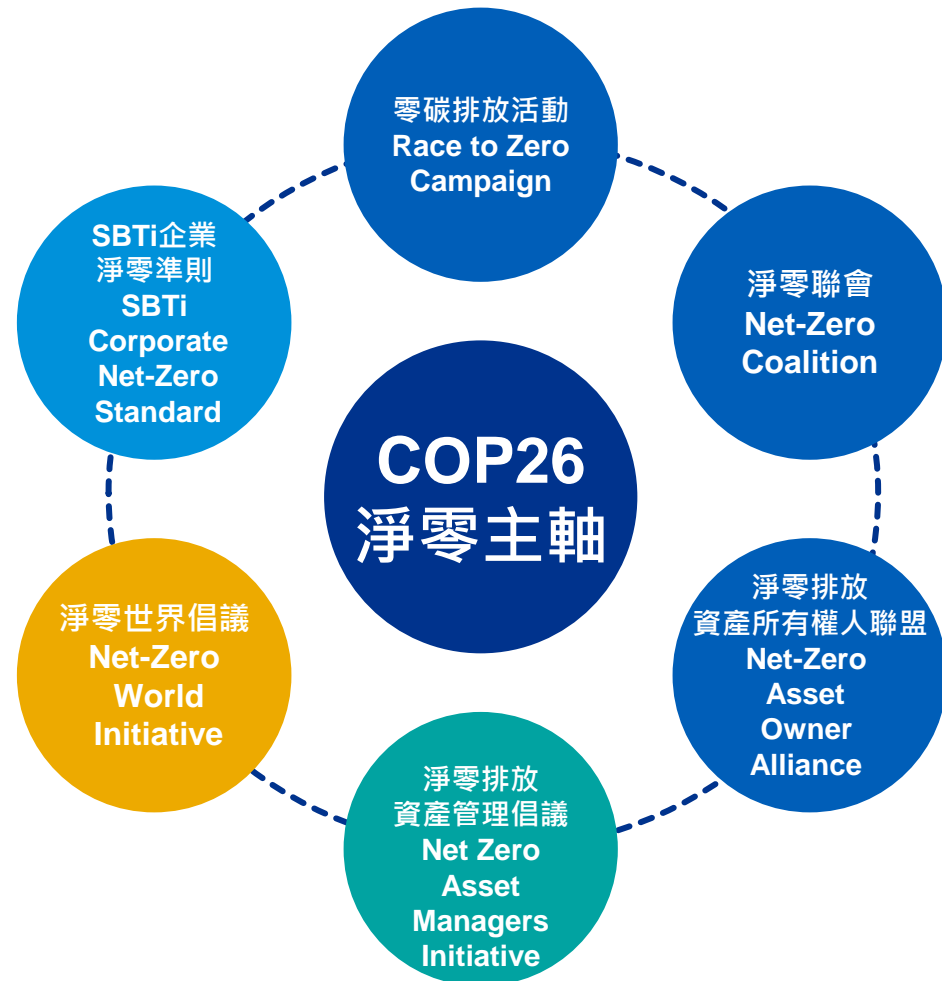 零碳排放活動
Race to Zero
Campaign
SBTi企業
淨零準則
SBTi
Corporate
Net-Zero
Standard
淨零聯會
Net-Zero
Coalition
COP26
淨零主軸
淨零世界倡議
Net-Zero
World
Initiative
淨零排放
資產所有權人聯盟
Net-Zero
Asset
Owner
Alliance
淨零排放
資產管理倡議
Net Zero
Asset
Managers
Initiative